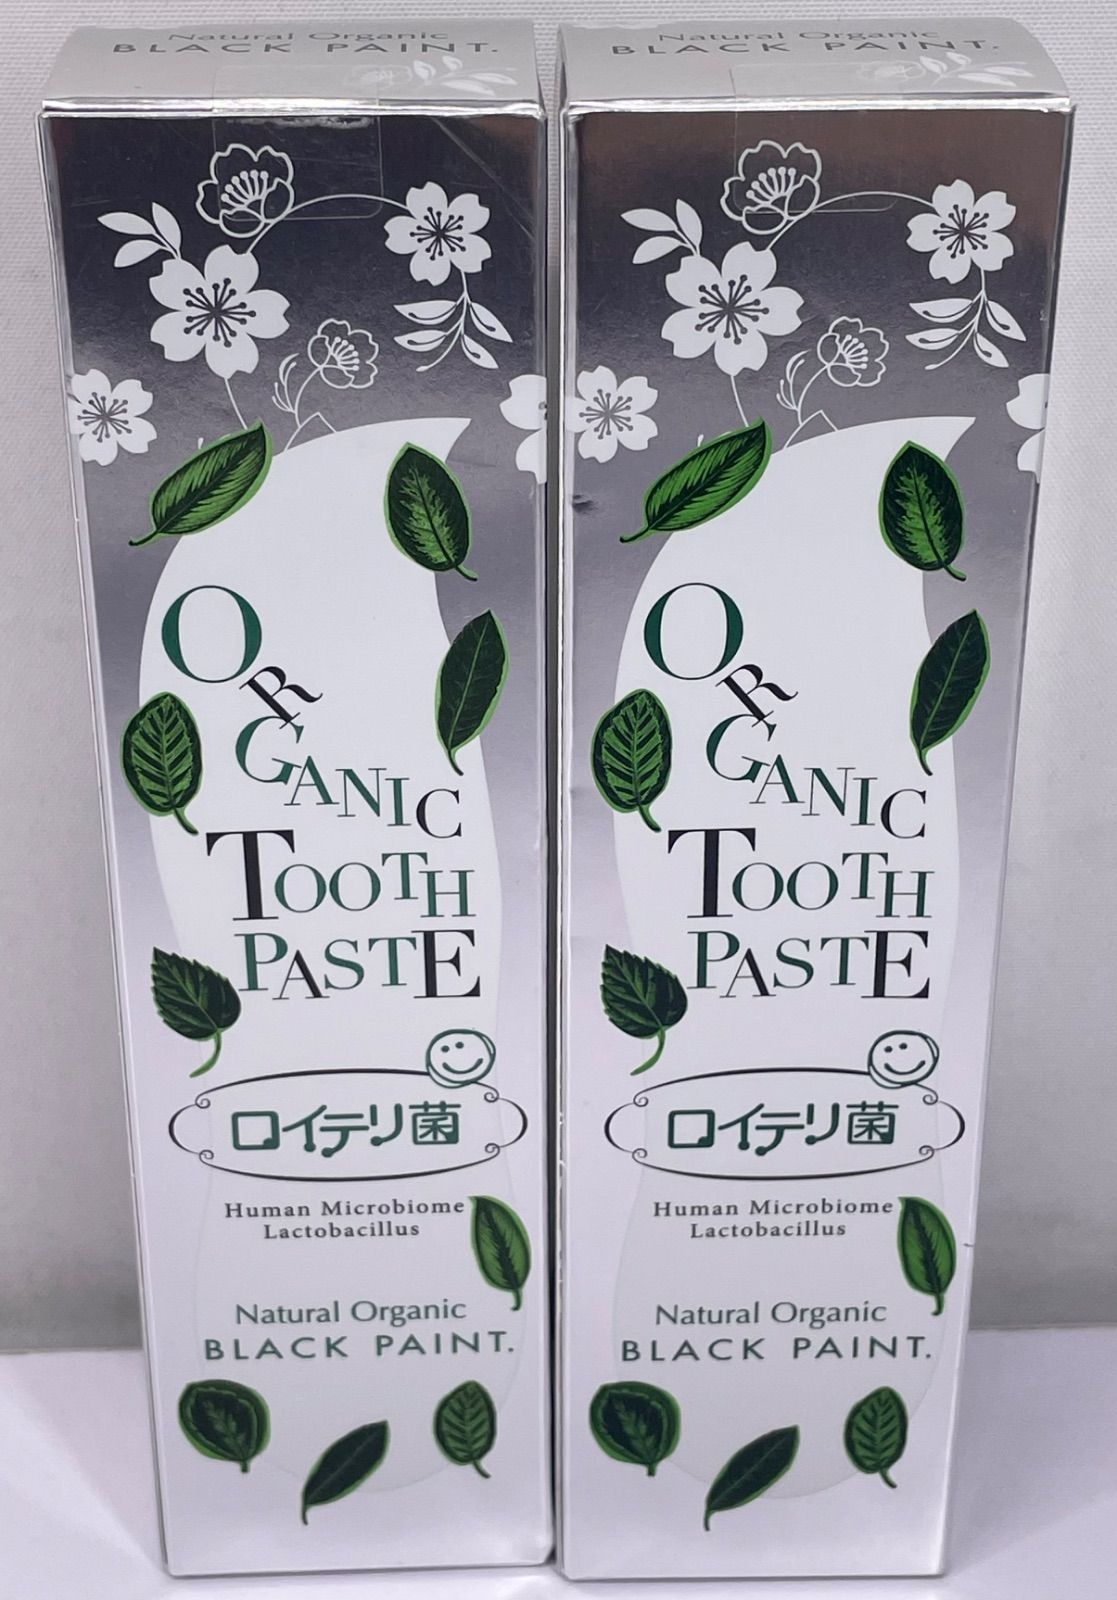 Natural Organic
BLACK PAINT.
ORGANIC
TOOTH
PASTE
ロイテリ菌
Human Microbiome
Lactobacillus
Natural Organic
BLACK PAINT.
Natural Organic
BLACK PAINT.
ORGANIC
TOOTH
PASTE
ロイテリ菌
Human Microbiome
Lactobacillus
Natural Organic
BLACK PAINT.